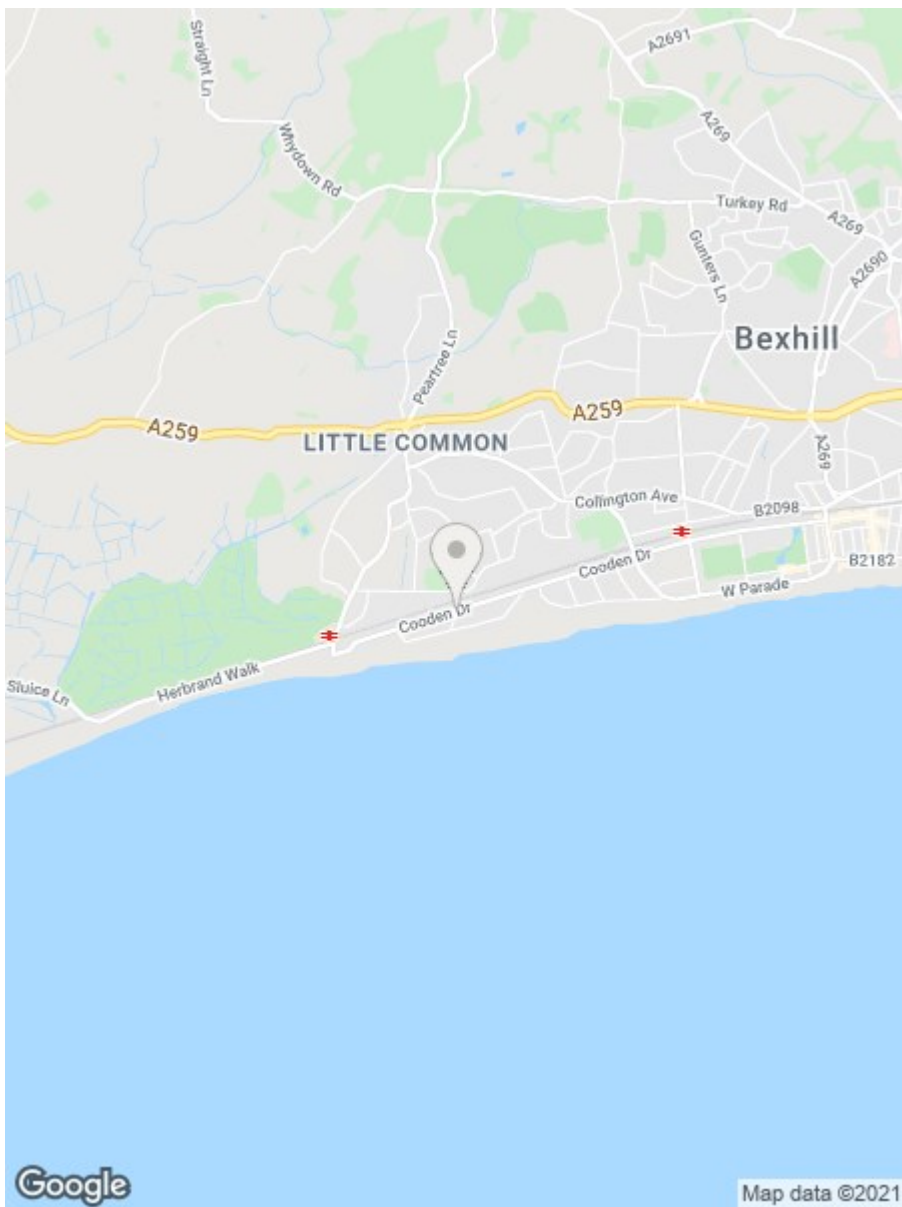 Straight Ln
A2691
A269
Whydown Rd
Turkey Rd
A269
A2690
Gunters Ln
Bexhill
Peartree Ln
A259
A259
LITTLE COMMON
A269
Collington Ave
B2098
Cooden Dr
B2182
W Parade
Cooden Dr
Herbrand Walk
Sluice Ln
Google
Map data ©2021